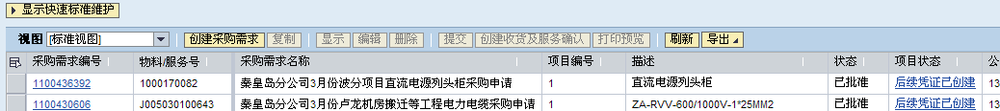 显示快速标准维护
视图 [标准视图] 创建采购需求 复制 显示 编辑 删除 提交 创建收货及服务确认 打印预览 刷新 导出
采购需求编号 物料/服务号 采购需求名称 项目编号 描述 状态 项目状态 公
1100436392 1000170082 秦皇岛分公司3月份波分项目直流电源列头柜采购申请 1 直流电源列头柜 已批准 后续凭证已创建 13
1100430606 J005030100643 秦皇岛分公司3月份卢龙机房搬迁等工程电力电缆采购申请 1 ZA-RVV-600/1000V-1*25MM2 已批准 后续凭证已创建 13